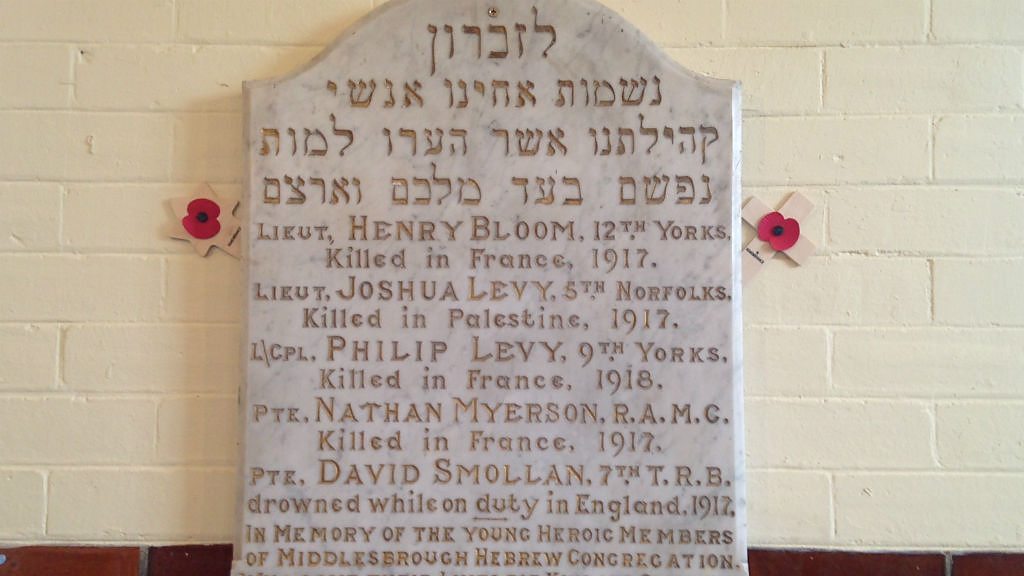 לזכרון
נשמות אחינו אנשי
קהילתנו אשר הערו למות
נפשם בעד מלכם וארצם
LIEUT, HENRY BLOOM, 12TH YORKS,
Killed in France, 1917.
LIEUT, JOSHUA LEVY, 5TH NORFOLKS.
Killed in Palestine, 1917.
L\CPL. PHILIP LEVY, 9TH YORKS,
Killed in France, 1918.
PTE, NATHAN MYERSON, R.A.M.C.
Killed in France, 1917.
PTE, DAVID SMOLLAN, 7TH T.R.B.
drowned while on duty in England, 1917.
IN MEMORY OF THE YOUNG HEROIC MEMBERS
OF MIDDLESBROUGH HEBREW CONGREGATION.